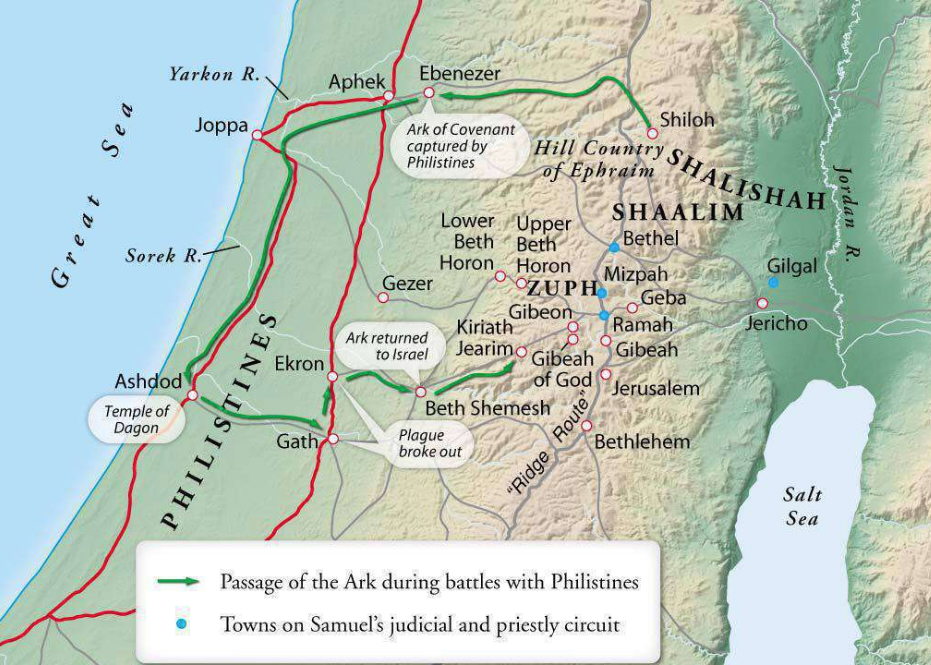 Yarkon R.
Aphek
Ebenezer
Joppa
Ark of Covenant
captured by
Philistines
Shiloh
Hill Country
of Ephraim
SHALISHAH
SHAALIM
Great Sea
Jordan R.
Lower
Beth
Horon
Upper
Beth
Horon
Bethel
Sorek R.
Mizpah
Gilgal
ZUPH
Gezer
Geba
Gibeon
Ramah
Jericho
Kiriath
Jearim
Ark returned
to Israel
Gibeah
of God
Gibeah
Ekron
Ashdod
Jerusalem
Temple of
Dagon
Beth Shemesh
PHILISTINES
Gath
Plague
broke out
"Ridge Route"
Bethlehem
Salt
Sea
Passage of the Ark during battles with Philistines
Towns on Samuel's judicial and priestly circuit